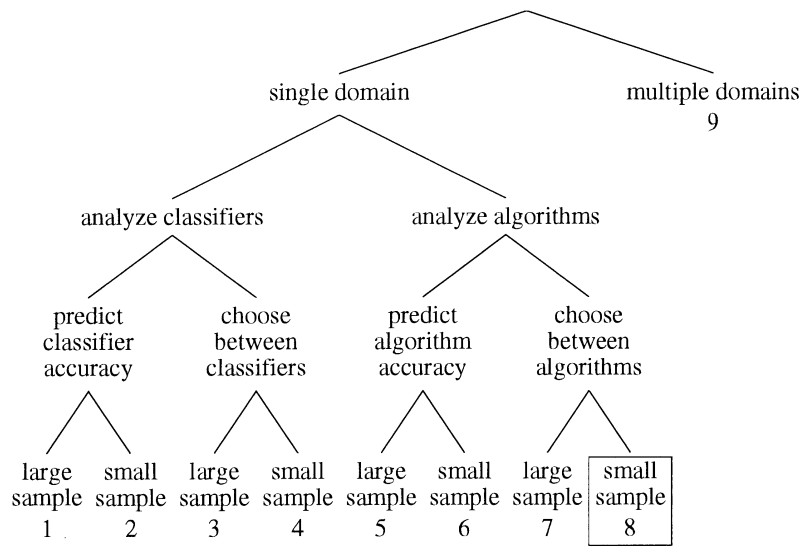 single domain
multiple domains
9
analyze classifiers
analyze algorithms
predict
classifier
accuracy
choose
between
classifiers
predict
algorithm
accuracy
choose
between
algorithms
large
sample
1
small
sample
2
large
sample
3
small
sample
4
large
sample
5
small
sample
6
large
sample
7
small
sample
8